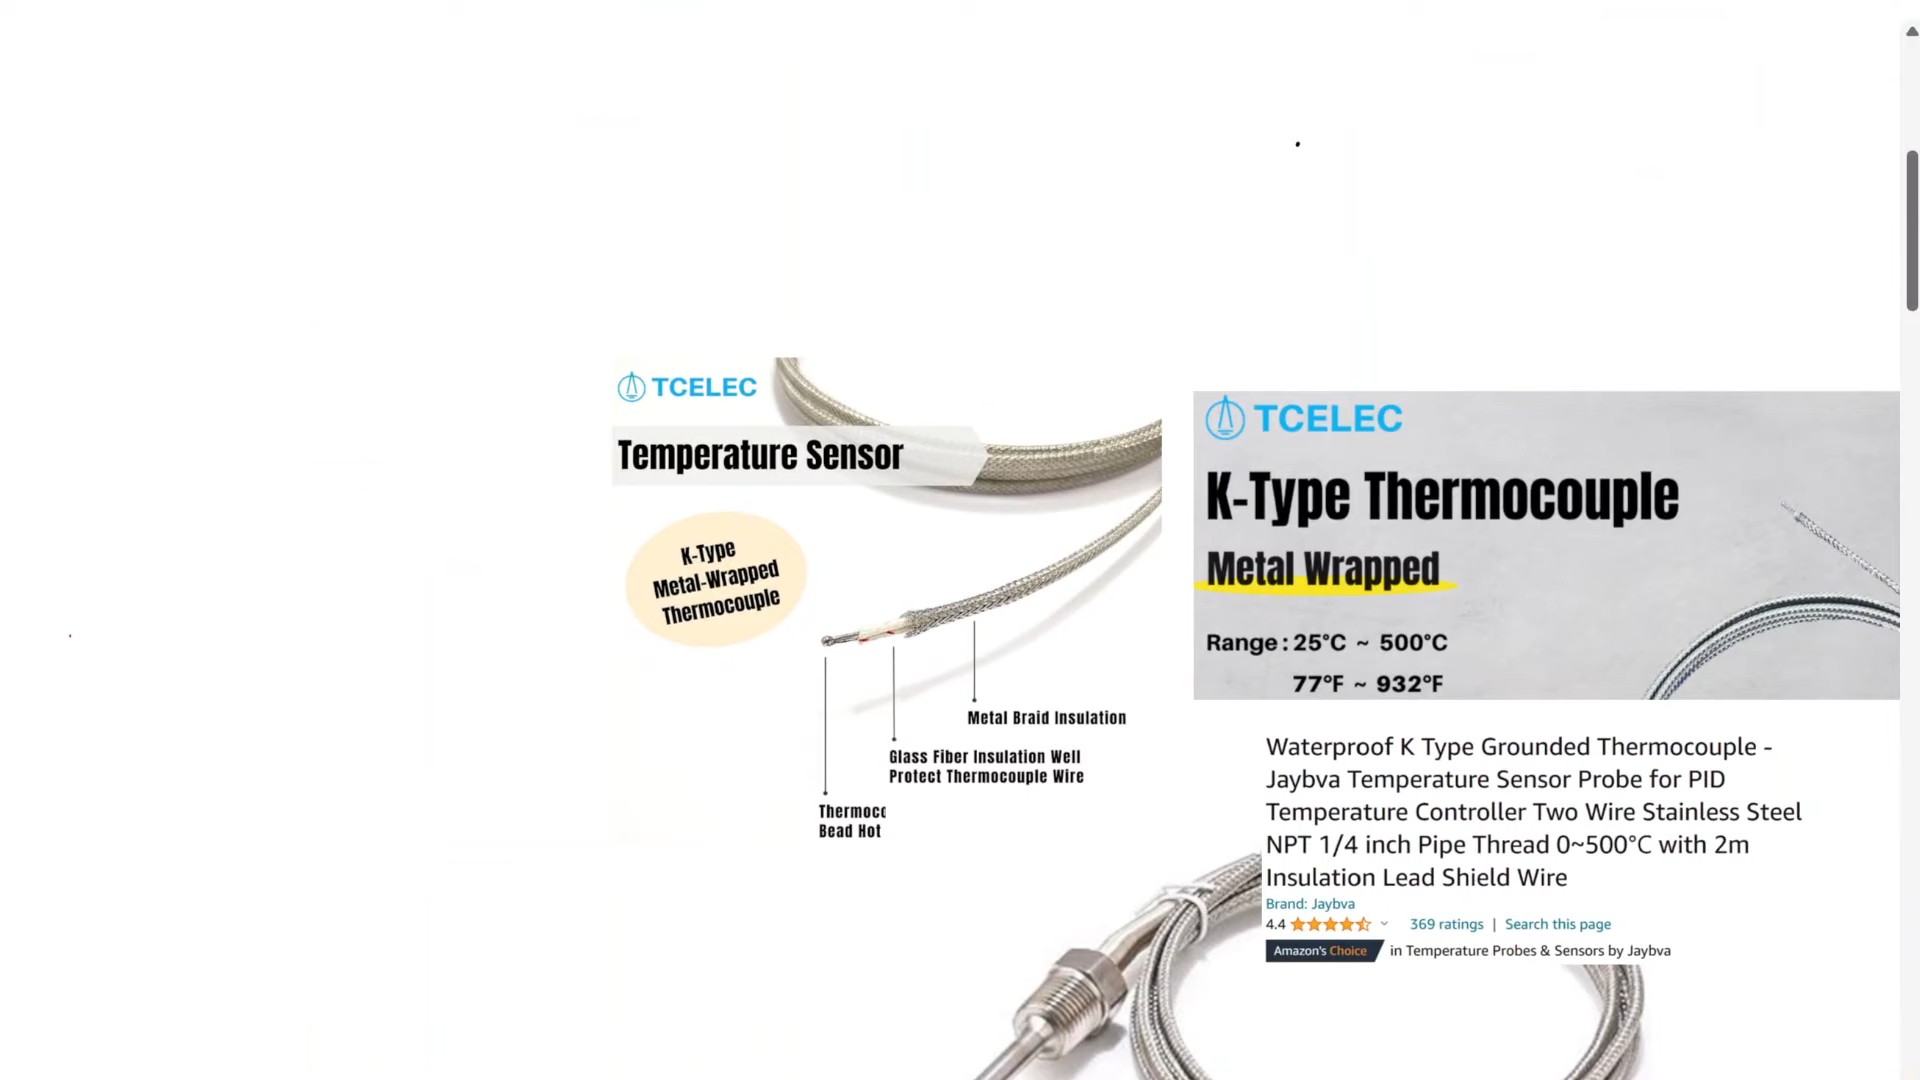 TCELEC
Temperature Sensor
K-Type
Metal-Wrapped
Thermocouple
Metal Braid Insulation
Glass Fiber Insulation Well
Protect Thermocouple Wire
Bead Hot
TCELEC
K-Type Thermocouple
Metal Wrapped
Range : 25°C ~ 500°C
77°F ~ 932°F
Waterproof K Type Grounded Thermocouple -
Jaybva Temperature Sensor Probe for PID
Temperature Controller Two Wire Stainless Steel
NPT 1/4 inch Pipe Thread 0~500°C with 2m
Insulation Lead Shield Wire
Brand: Jaybva
4.4 369 ratings | Search this page
Amazon's Choice in Temperature Probes & Sensors by Jaybva